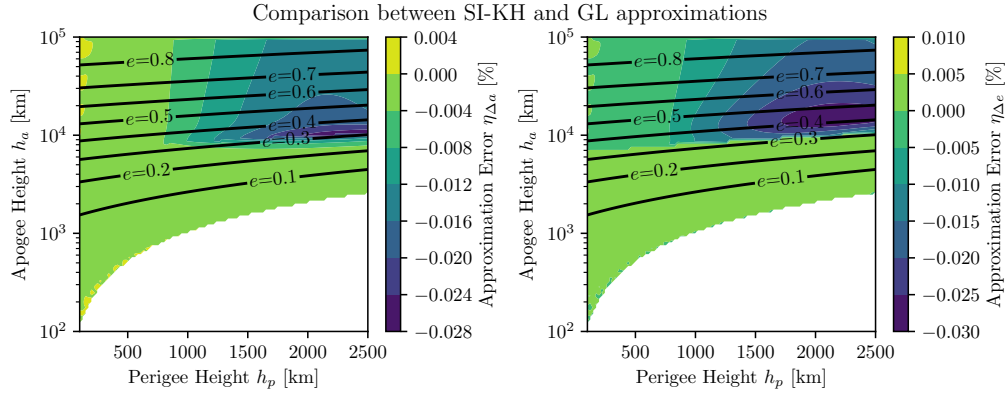 Comparison between SI-KH and GL approximations
10^5
10^4
10^3
10^2
Apogee Height h_a [km]
500
1000
1500
2000
2500
Perigee Height h_p [km]
e=0.8
e=0.7
e=0.6
e=0.5
e=0.4
e=0.3
e=0.2
e=0.1
0.004
0.000
−0.004
−0.008
−0.012
−0.016
−0.020
−0.024
−0.028
Approximation Error η_Δa [%]
10^5
10^4
10^3
10^2
Apogee Height h_a [km]
500
1000
1500
2000
2500
Perigee Height h_p [km]
e=0.8
e=0.7
e=0.6
e=0.5
e=0.4
e=0.3
e=0.2
e=0.1
0.010
0.005
0.000
−0.005
−0.010
−0.015
−0.020
−0.025
−0.030
Approximation Error η_Δe [%]